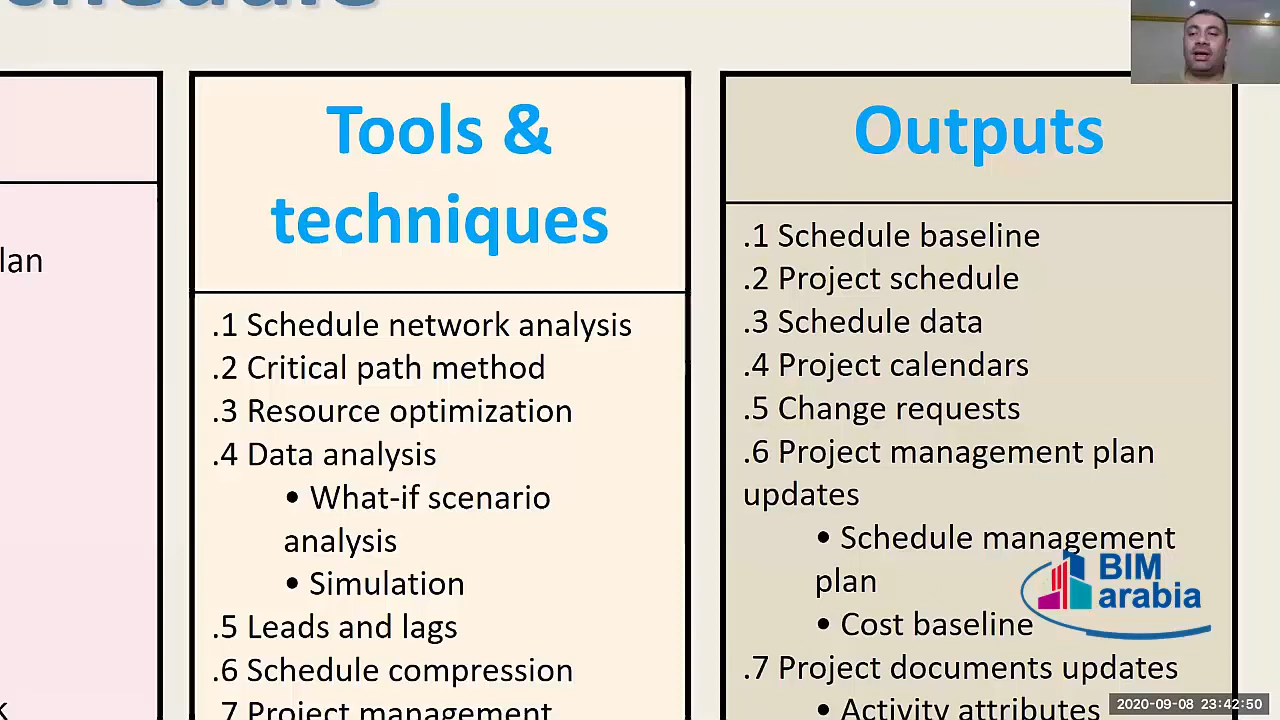 Tools &
techniques
.1 Schedule network analysis
.2 Critical path method
.3 Resource optimization
.4 Data analysis
• What-if scenario
analysis
• Simulation
.5 Leads and lags
.6 Schedule compression
.7 Project management
Outputs
.1 Schedule baseline
.2 Project schedule
.3 Schedule data
.4 Project calendars
.5 Change requests
.6 Project management plan
updates
• Schedule management
plan
• Cost baseline
.7 Project documents updates
• Activity attributes
BIM
arabia
2020-09-08 23:42:50